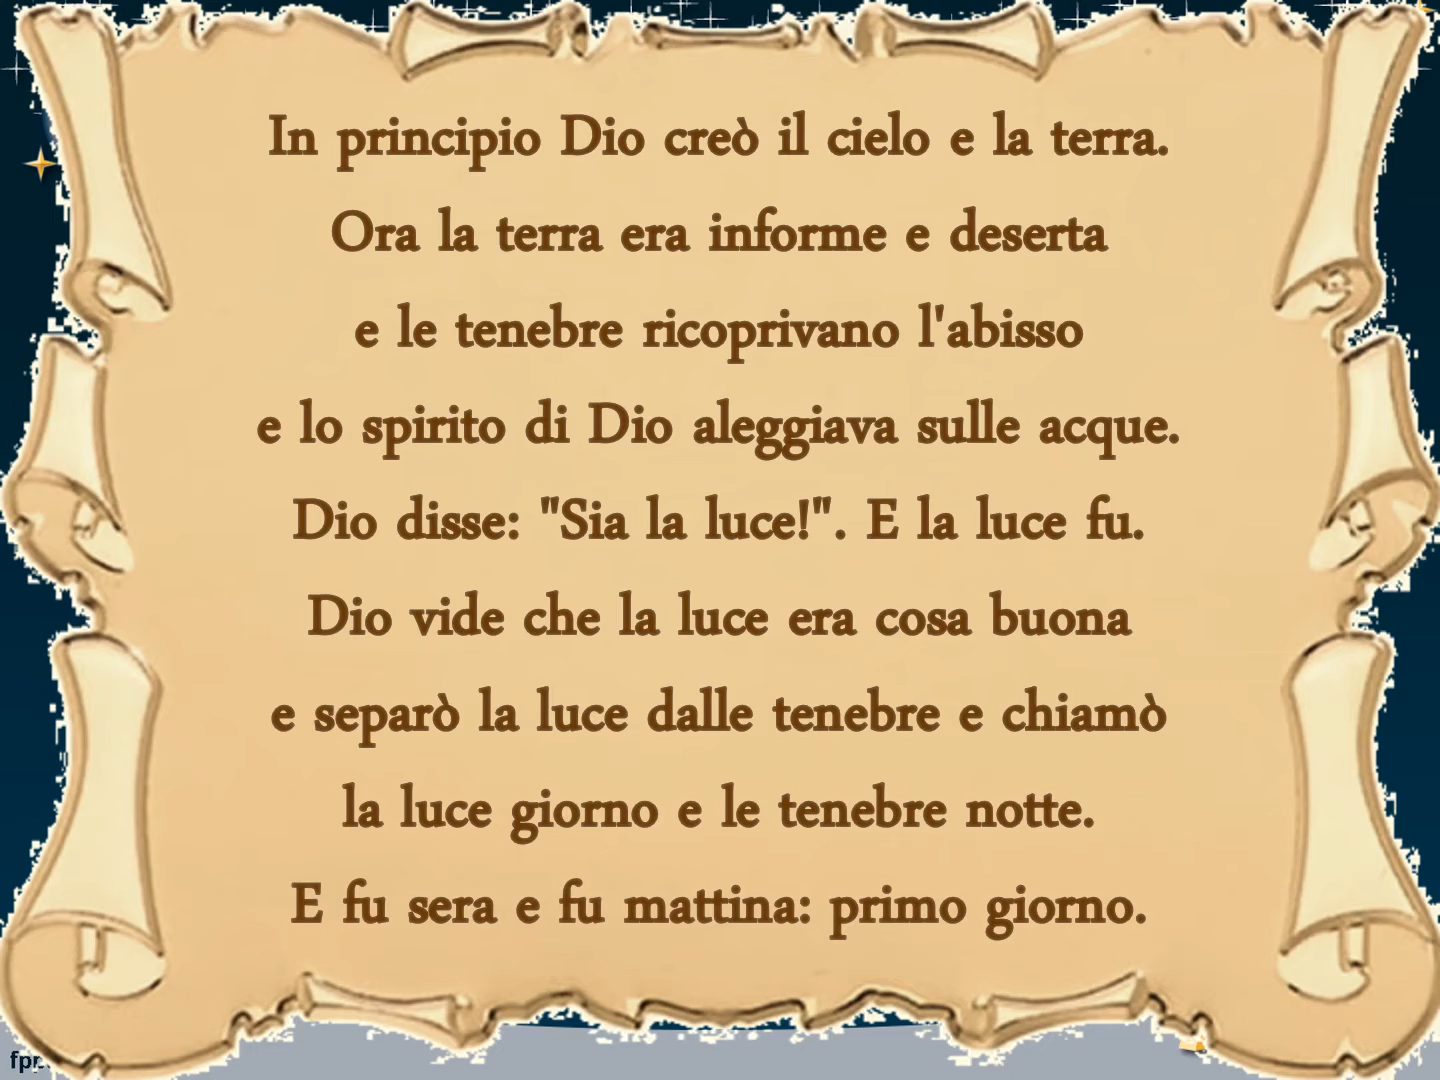 In principio Dio creò il cielo e la terra.
Ora la terra era informe e deserta
e le tenebre ricoprivano l'abisso
e lo spirito di Dio aleggiava sulle acque.
Dio disse: "Sia la luce!". E la luce fu.
Dio vide che la luce era cosa buona
e separò la luce dalle tenebre e chiamò
la luce giorno e le tenebre notte.
E fu sera e fu mattina: primo giorno.